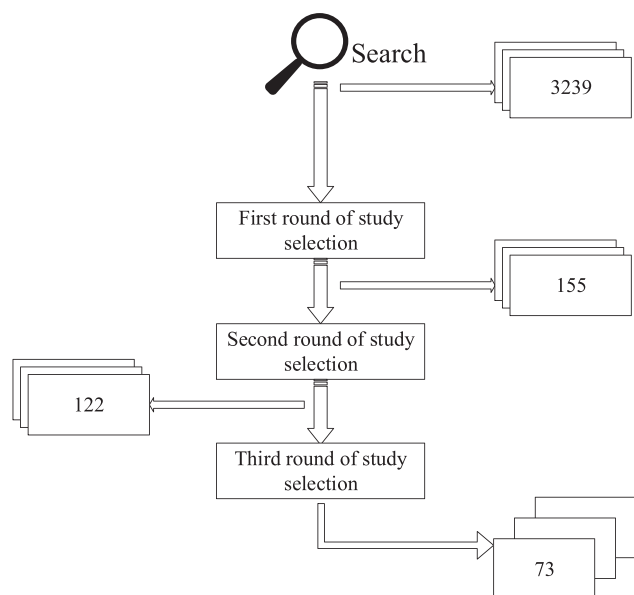 Search
3239
First round of study
selection
155
Second round of study
selection
122
Third round of study
selection
73